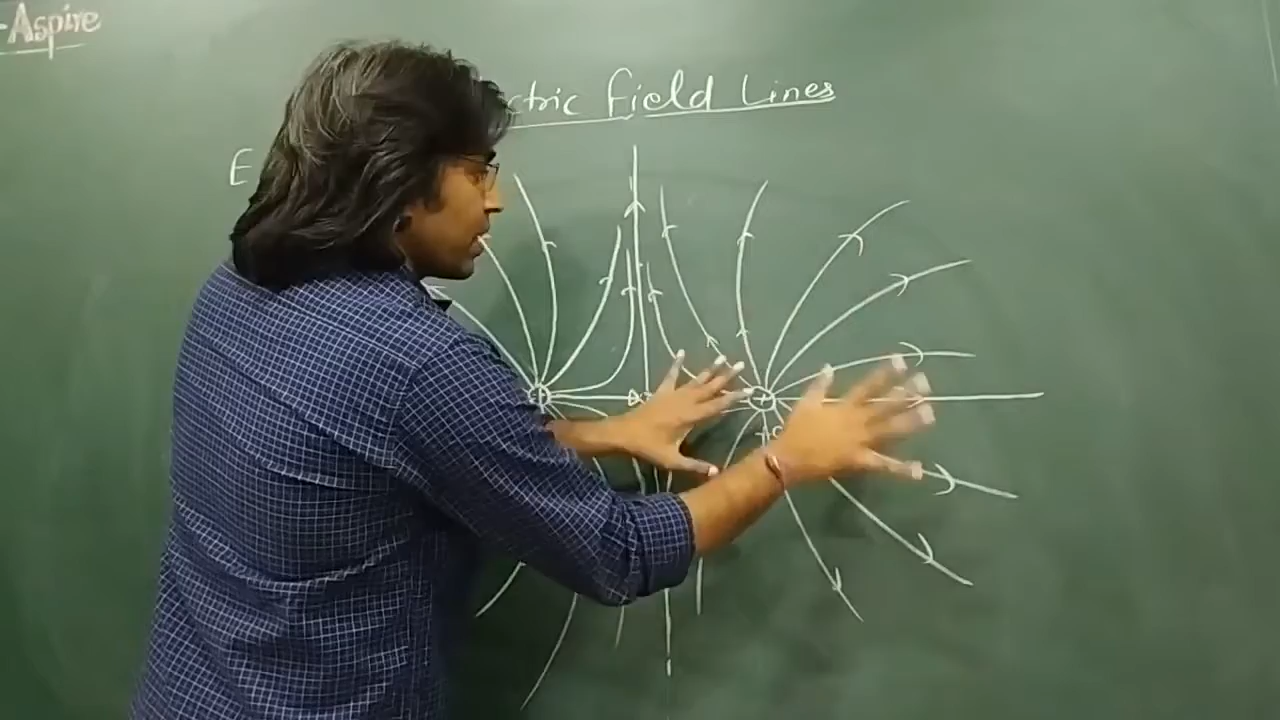 -Aspire
ctric Field Lines
E
+
+
+